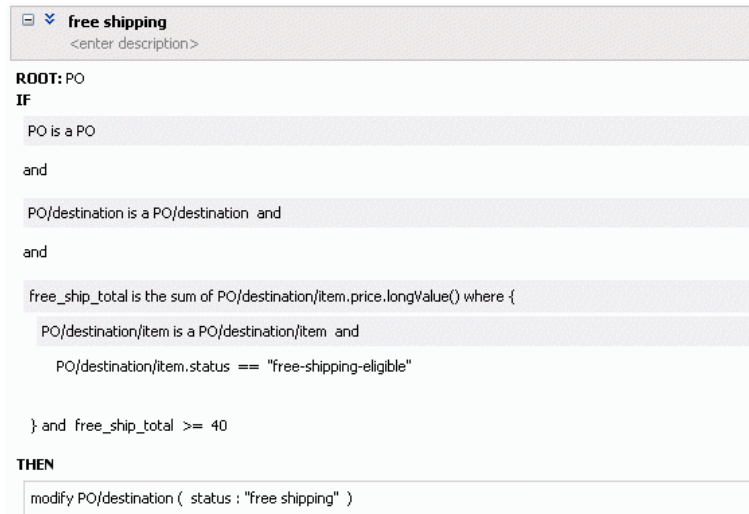 free shipping
<enter description>
ROOT: PO
IF
PO is a PO
and
PO/destination is a PO/destination and
and
free_ship_total is the sum of PO/destination/item.price.longValue() where {
PO/destination/item is a PO/destination/item and
PO/destination/item.status == "free-shipping-eligible"
} and free_ship_total >= 40
THEN
modify PO/destination ( status : "free shipping" )